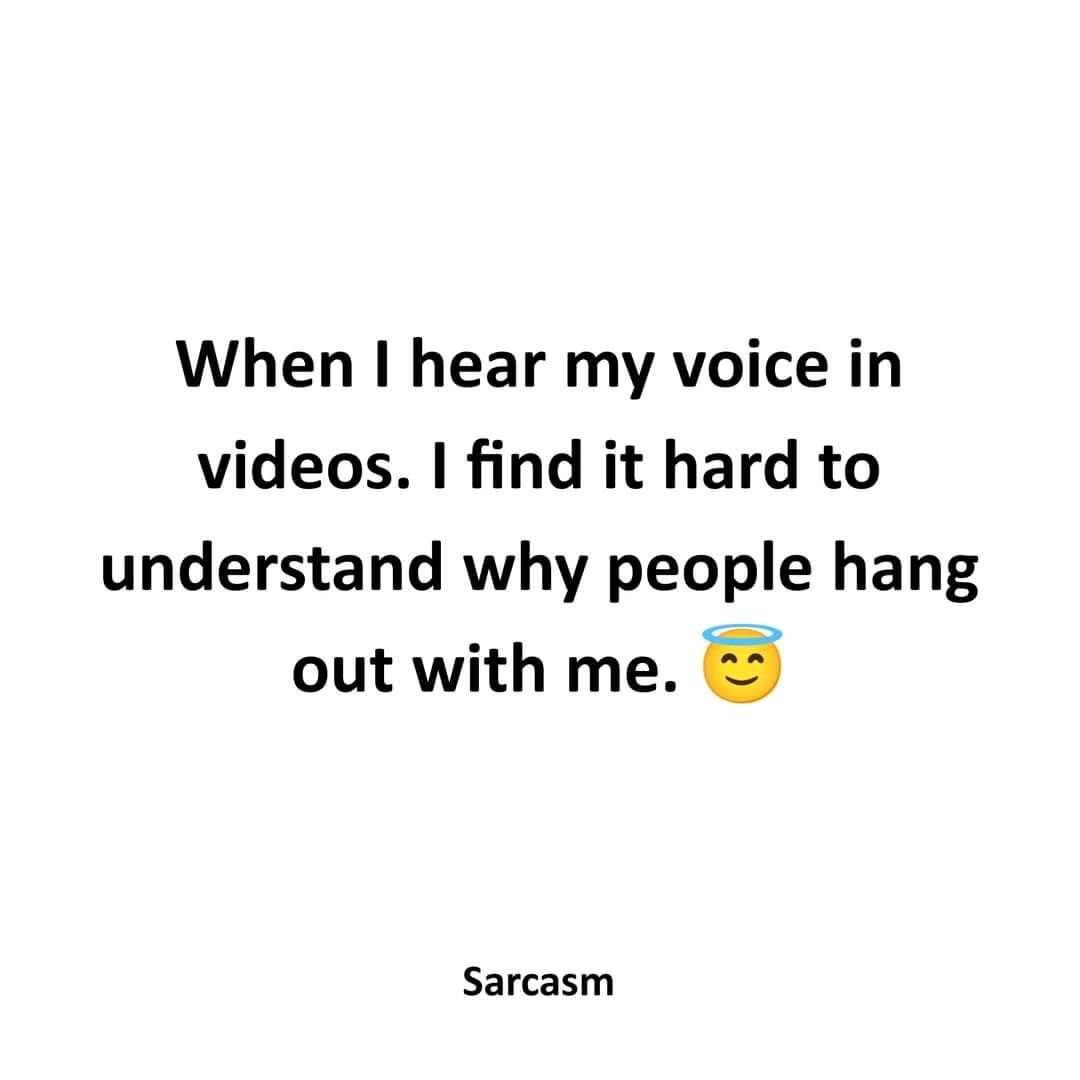 When I hear my voice in
videos. I find it hard to
understand why people hang
out with me. 😇
Sarcasm